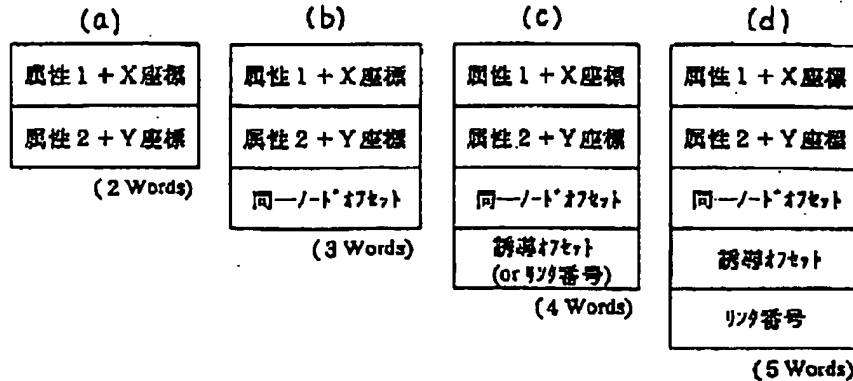 (a)
属性1+X座標
属性2+Y座標
(2 Words)
(b)
属性1+X座標
属性2+Y座標
同一ノードオフセット
(3 Words)
(c)
属性1+X座標
属性2+Y座標
同一ノードオフセット
誘導オフセット
(or リンク番号)
(4 Words)
(d)
属性1+X座標
属性2+Y座標
同一ノードオフセット
誘導オフセット
リンク番号
(5 Words)